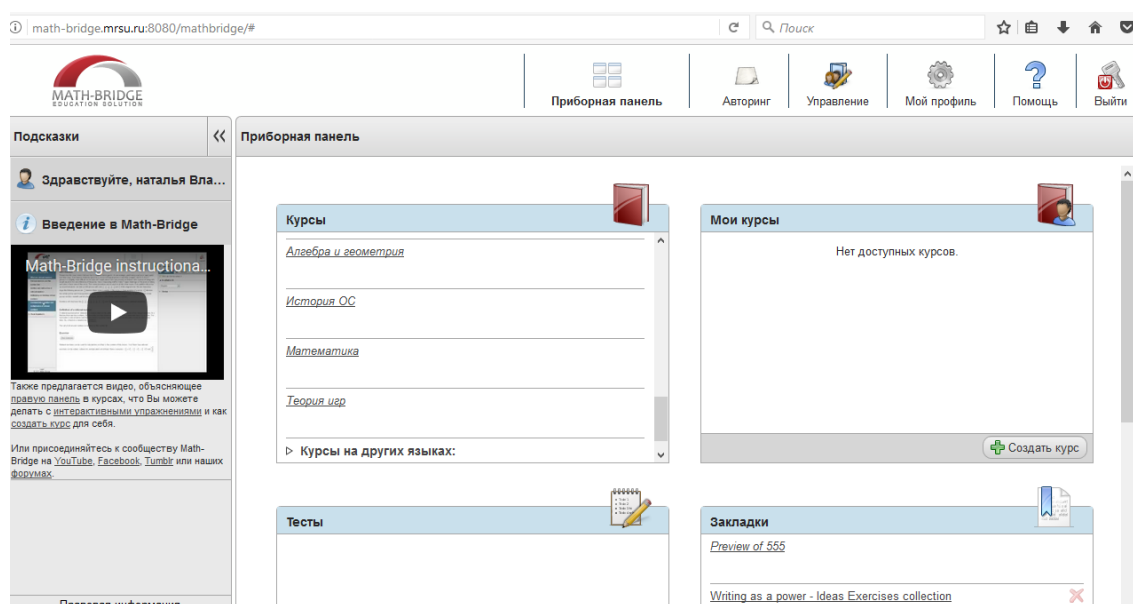 math-bridge.mrsu.ru:8080/mathbridge/#
Поиск
MATH-BRIDGE
EDUCATION SOLUTION
Приборная панель
Авторинг
Управление
Мой профиль
Помощь
Выйти
Подсказки
Приборная панель
Здравствуйте, наталья Вла...
Введение в Math-Bridge
Math-Bridge instructiona...
Также предлагается видео, объясняющее
правую панель в курсах, что Вы можете
делать с интерактивными упражнениями и как
создать курс для себя.
Или присоединяйтесь к сообществу Math-
Bridge на YouTube, Facebook, Tumblr или наших
форумах.
Курсы
Алгебра и геометрия
История ОС
Математика
Теория игр
Курсы на других языках:
Мои курсы
Нет доступных курсов.
Создать курс
Тесты
Закладки
Preview of 555
Writing as a power - Ideas Exercises collection